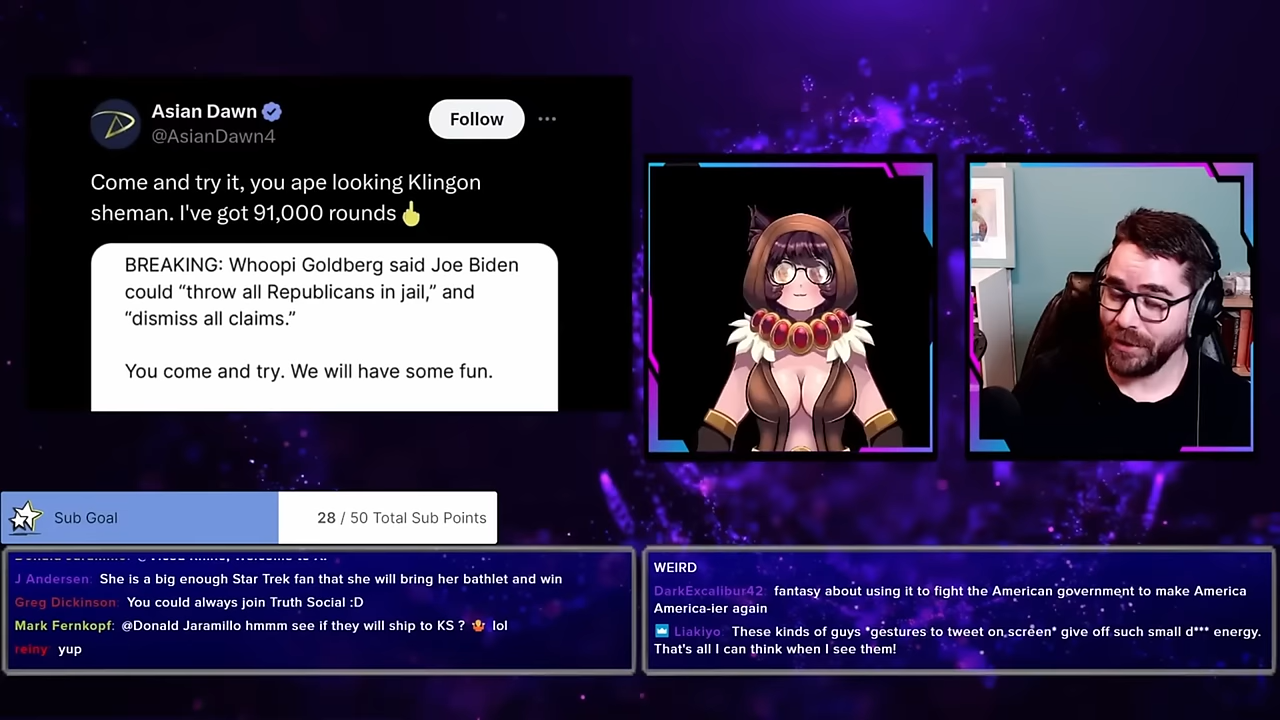 Asian Dawn
@AsianDawn4
Follow
Come and try it, you ape looking Klingon
sheman. I've got 91,000 rounds🖕
BREAKING: Whoopi Goldberg said Joe Biden
could “throw all Republicans in jail,” and
“dismiss all claims.”
You come and try. We will have some fun.
Sub Goal
28 / 50 Total Sub Points
J Andersen: She is a big enough Star Trek fan that she will bring her bathlet and win
Greg Dickinson: You could always join Truth Social :D
Mark Fernkopf: @Donald Jaramillo hmmm see if they will ship to KS ? lol
reiny: yup
WEIRD
DarkExcalibur42: fantasy about using it to fight the American government to make America
America-ier again
Liakiyo: These kinds of guys *gestures to tweet on screen* give off such small d*** energy.
That's all I can think when I see them!